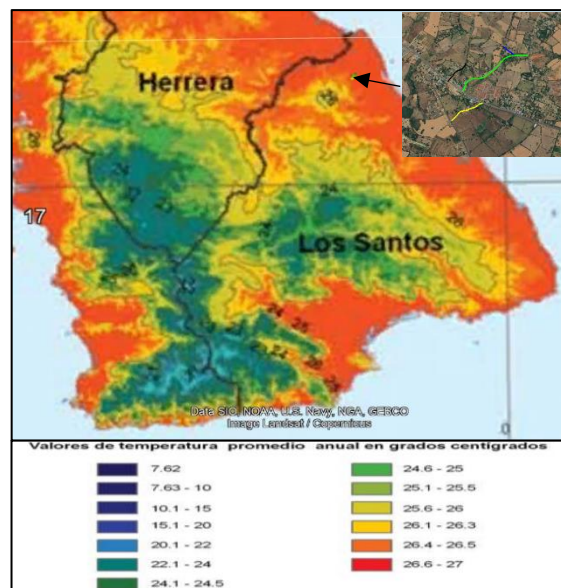 Herrera
Los Santos
17
24
24
26
24
25
Data SIO, NOAA, U.S. Navy, NGA, GEBCO
Image Landsat / Copernicus
0
Valores de temperatura promedio anual en grados centigrados
7.62
7.63 - 10
10.1 - 15
15.1 - 20
20.1 - 22
22.1 - 24
24.1 - 24.5
24.6 - 25
25.1 - 25.5
25.6 - 26
26.1 - 26.3
26.4 - 26.5
26.6 - 27